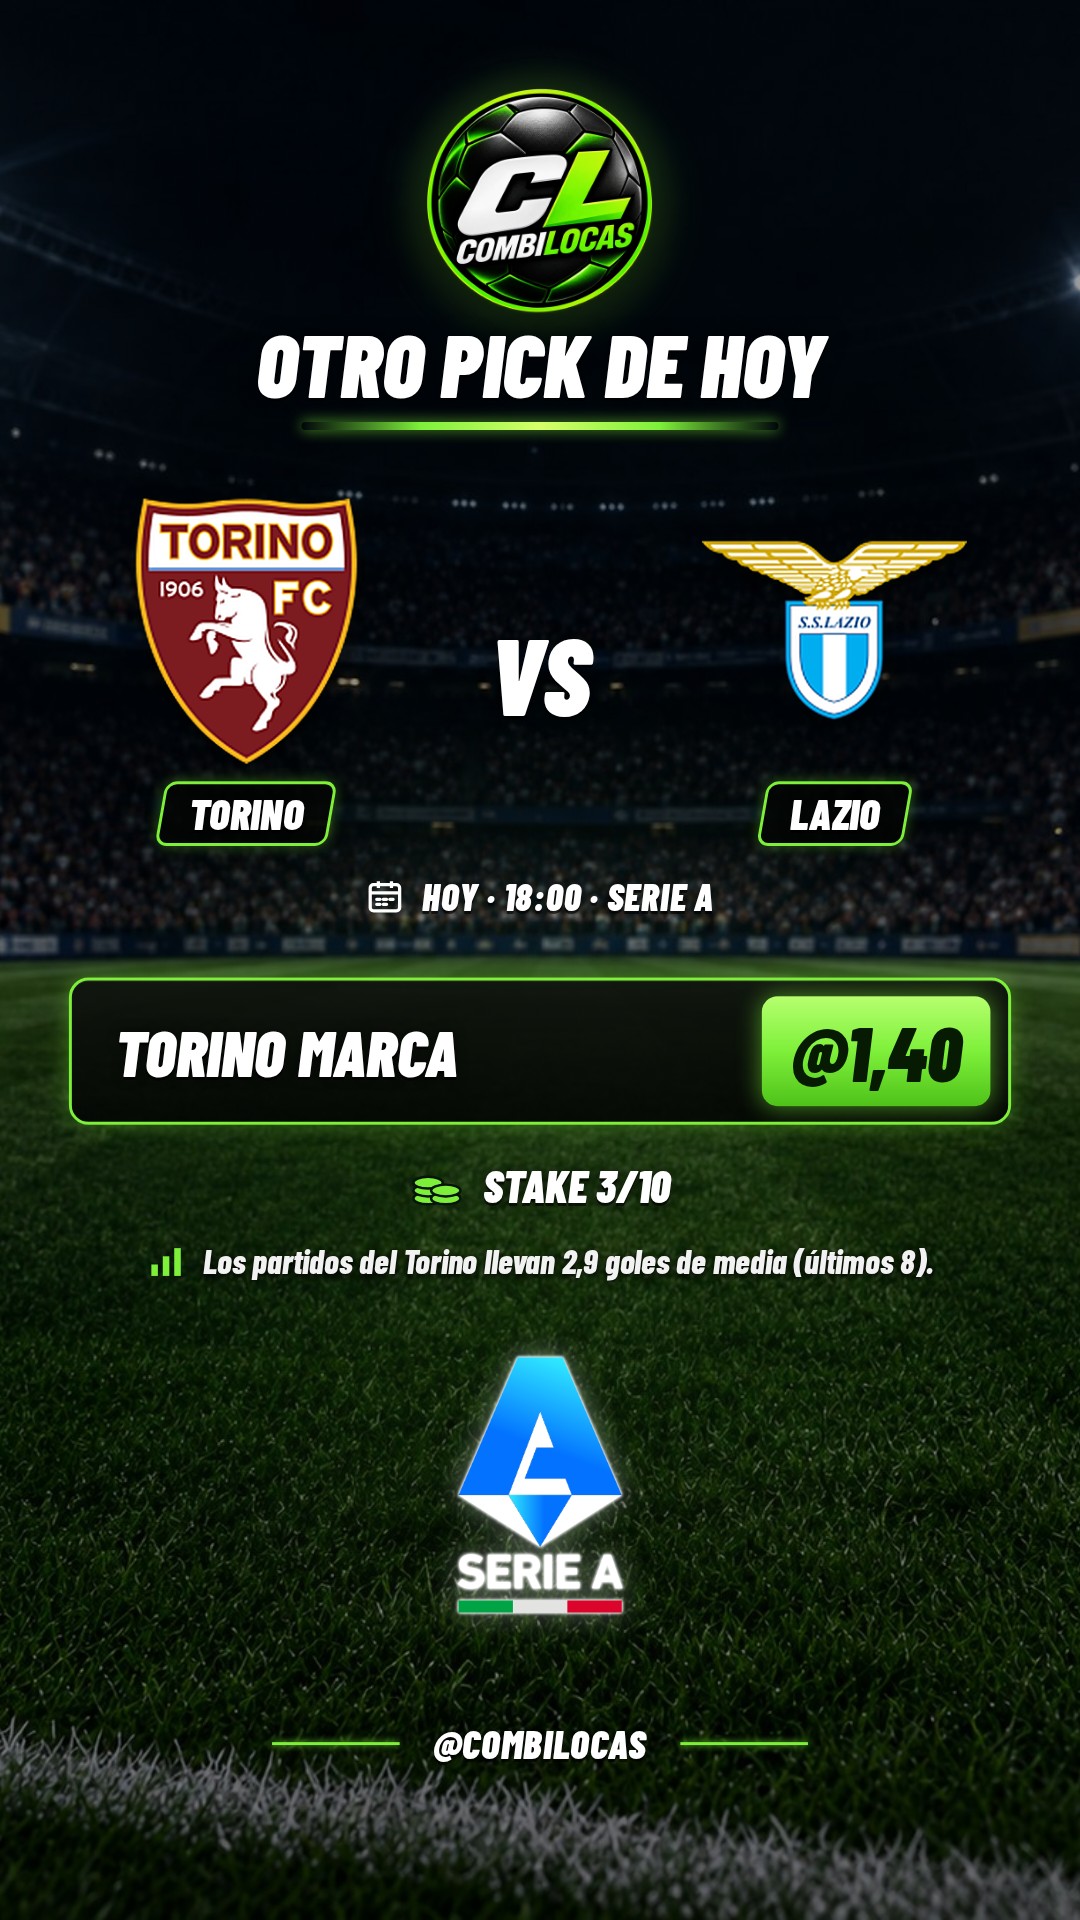 CL
COMBILOCAS
OTRO PICK DE HOY
TORINO
1906 FC
S.S.LAZIO
VS
TORINO
LAZIO
HOY · 18:00 · SERIE A
TORINO MARCA
@1,40
STAKE 3/10
Los partidos del Torino llevan 2,9 goles de media (últimos 8).
SERIE A
@COMBILOCAS